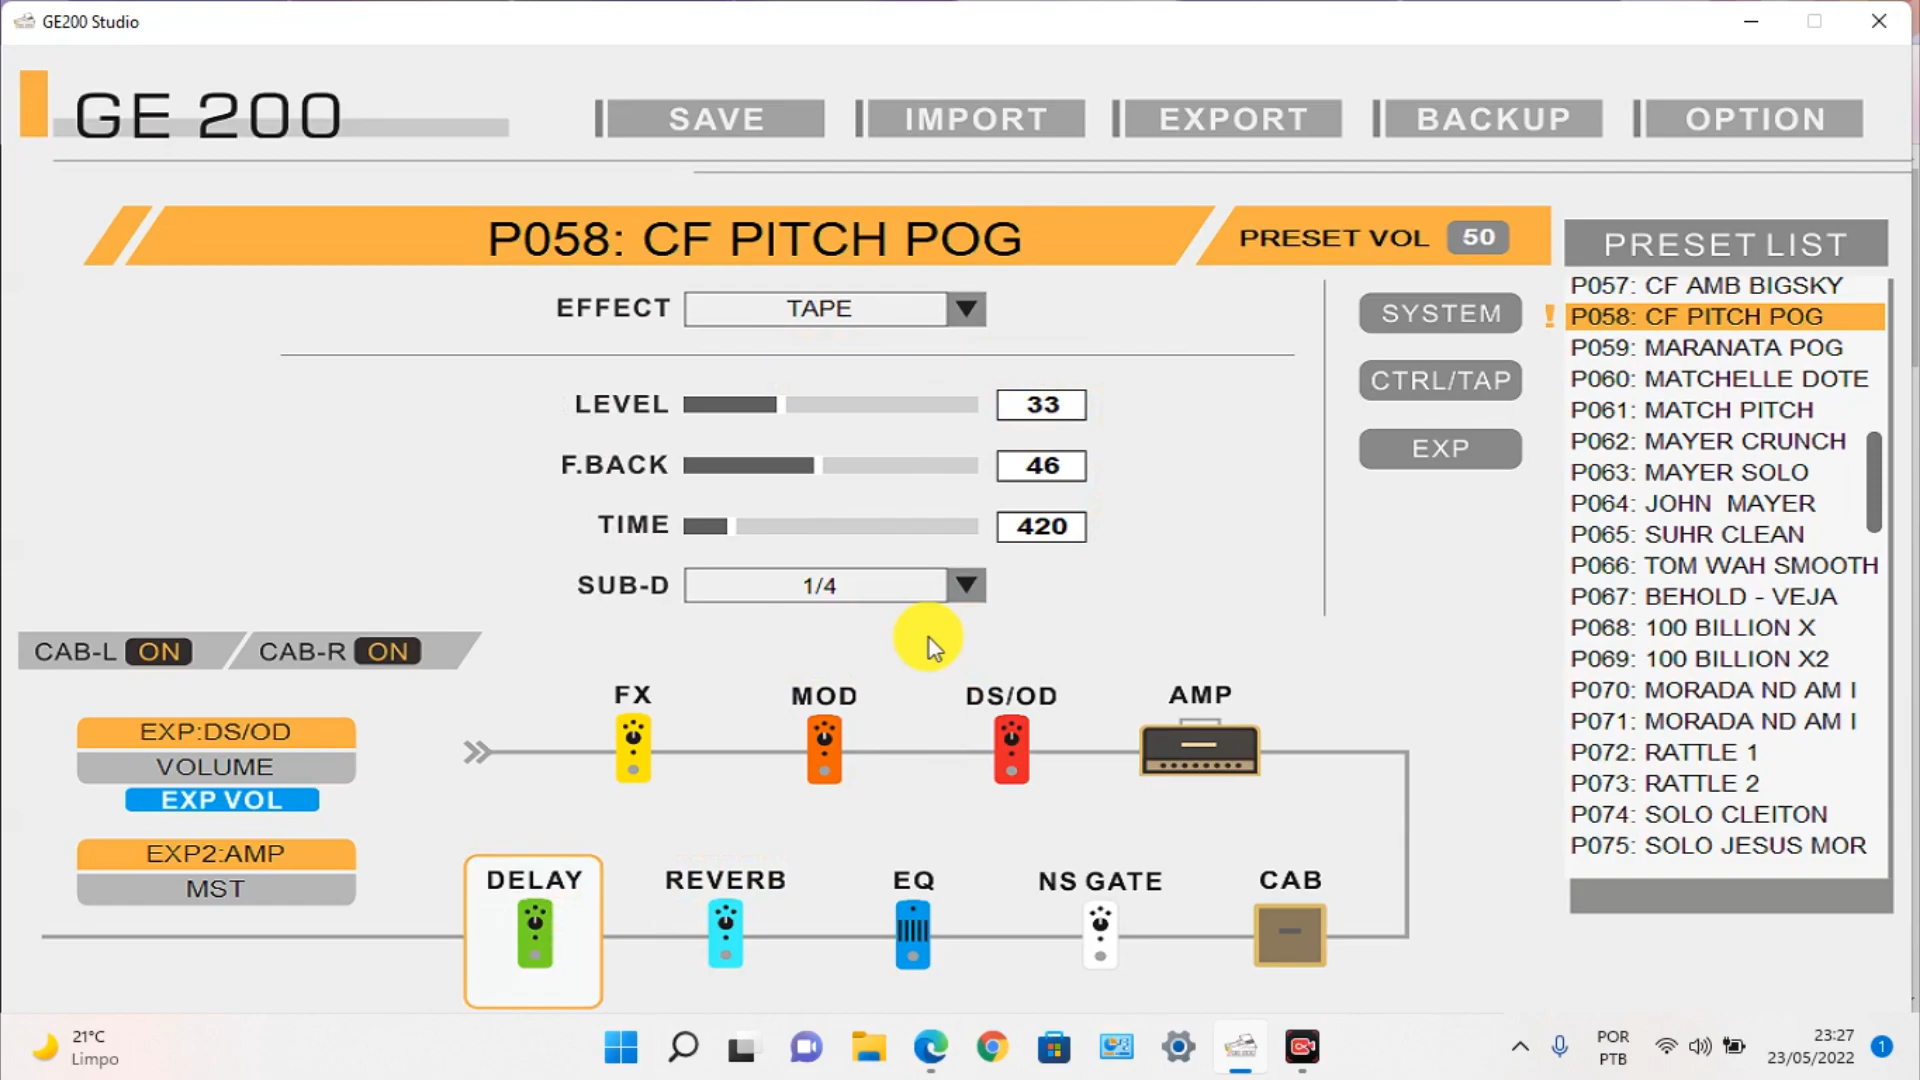 GE200 Studio
GE 200
SAVE
IMPORT
EXPORT
BACKUP
OPTION
P058: CF PITCH POG
PRESET VOL 50
EFFECT TAPE
LEVEL 33
F.BACK 46
TIME 420
SUB-D 1/4
SYSTEM
CTRL/TAP
EXP
PRESET LIST
P057: CF AMB BIGSKY
! P058: CF PITCH POG
P059: MARANATA POG
P060: MATCHELLE DOTE
P061: MATCH PITCH
P062: MAYER CRUNCH
P063: MAYER SOLO
P064: JOHN  MAYER
P065: SUHR CLEAN
P066: TOM WAH SMOOTH
P067: BEHOLD - VEJA
P068: 100 BILLION X
P069: 100 BILLION X2
P070: MORADA ND AM I
P071: MORADA ND AM I
P072: RATTLE 1
P073: RATTLE 2
P074: SOLO CLEITON
P075: SOLO JESUS MOR
CAB-L ON
CAB-R ON
EXP:DS/OD
VOLUME
EXP VOL
EXP2:AMP
MST
FX
MOD
DS/OD
AMP
DELAY
REVERB
EQ
NS GATE
CAB
21°C
Limpo
POR
PTB
23:27
23/05/2022
1